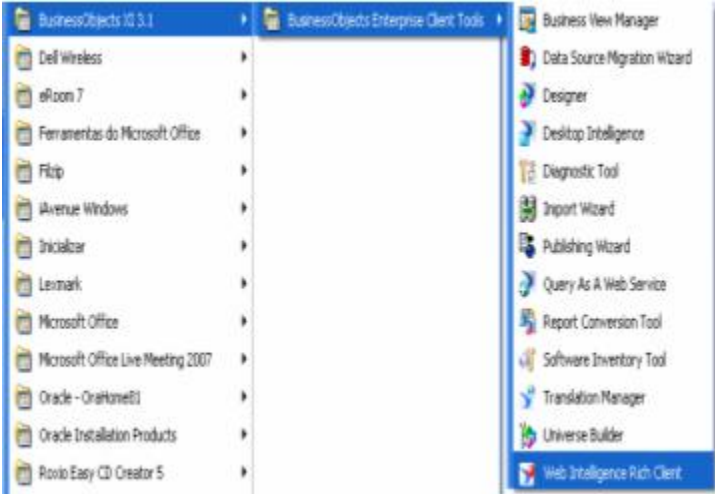 BusinessObjects XI 3.1
Dell Wireless
eRoom 7
Ferramentas do Microsoft Office
Filzip
iAvenue Windows
Inicializar
Lexmark
Microsoft Office
Microsoft Office Live Meeting 2007
Oracle - OraHome81
Oracle Installation Products
Roxio Easy CD Creator 5
BusinessObjects Enterprise Client Tools
Business View Manager
Data Source Migration Wizard
Designer
Desktop Intelligence
Diagnostic Tool
Import Wizard
Publishing Wizard
Query As A Web Service
Report Conversion Tool
Software Inventory Tool
Translation Manager
Universe Builder
Web Intelligence Rich Client